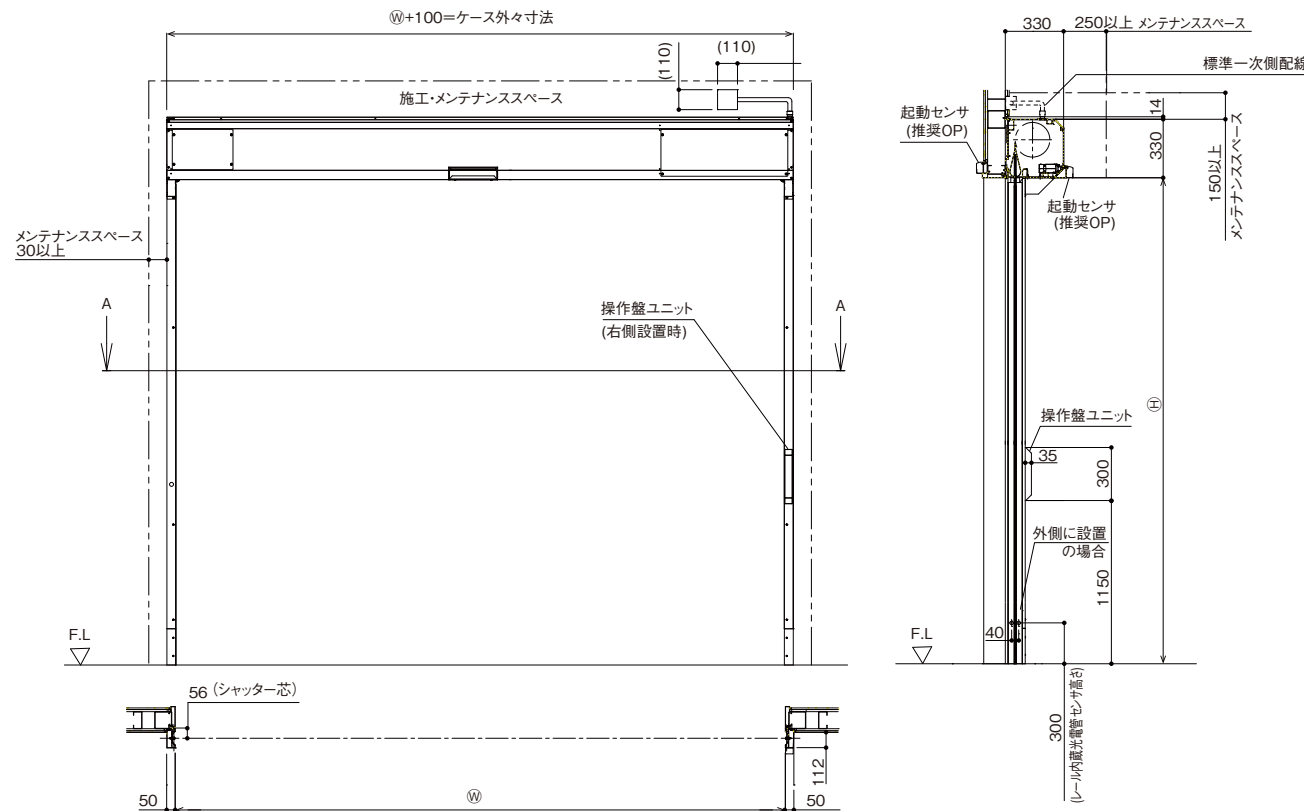 Ⓦ+100=ケース外々寸法
(110)
(110)
施工・メンテナンススペース
メンテナンススペース
30以上
A
A
操作盤ユニット
(右側設置時)
F.L
56 (シャッター芯)
112
50
Ⓦ
50
330
250以上 メンテナンススペース
標準一次側配線
起動センサ
(推奨OP)
14
330
150以上
メンテナンススペース
起動センサ
(推奨OP)
Ⓗ
操作盤ユニット
35
300
外側に設置
の場合
1150
F.L
40
300
(レール内蔵光電管センサ高さ)